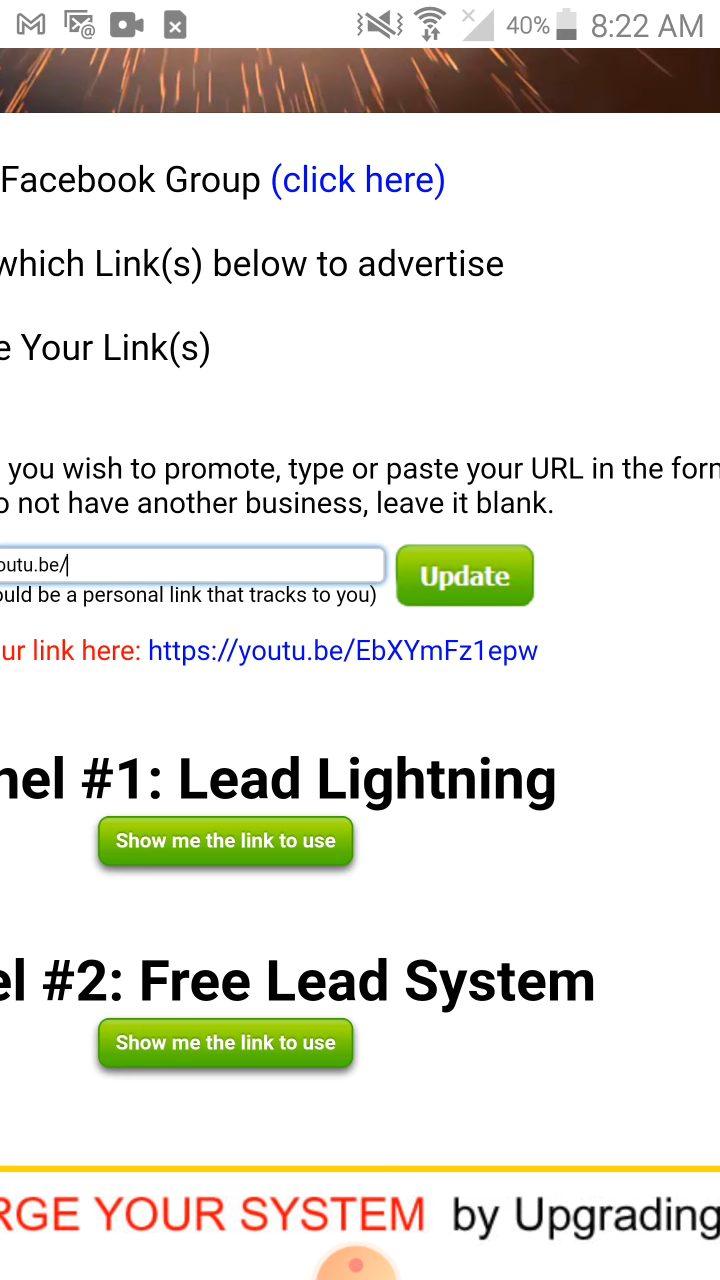 40% 8:22 AM
Facebook Group (click here)
which Link(s) below to advertise
e Your Link(s)
you wish to promote, type or paste your URL in the form
o not have another business, leave it blank.
outu.be/
Update
ould be a personal link that tracks to you)
ur link here: https://youtu.be/EbXYmFz1epw
nel #1: Lead Lightning
Show me the link to use
el #2: Free Lead System
Show me the link to use
RGE YOUR SYSTEM by Upgrading